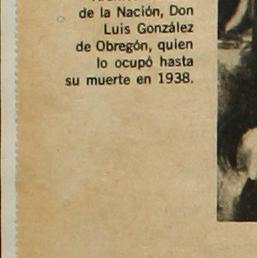 de la Nación, Don
Luis González
de Obregón, quien
lo ocupó hasta
su muerte en 1938.